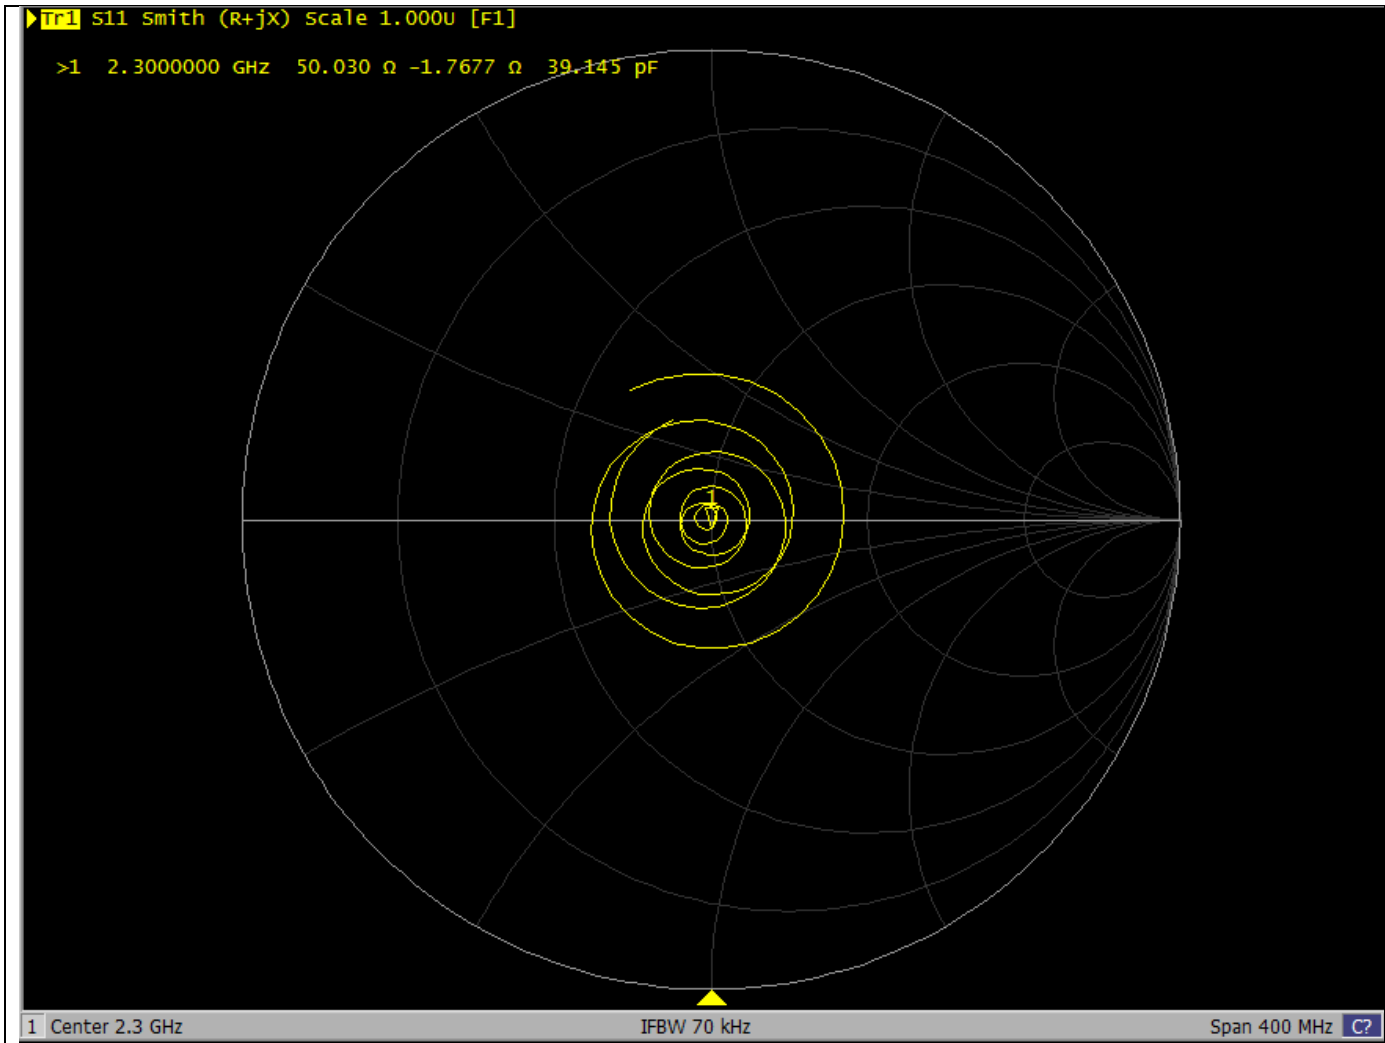 Tr1 S11 Smith (R+jX) Scale 1.000U [F1]
>1 2.3000000 GHz 50.030 Ω -1.7677 Ω 39.145 pF
1
1 Center 2.3 GHz IFBW 70 kHz Span 400 MHz C?